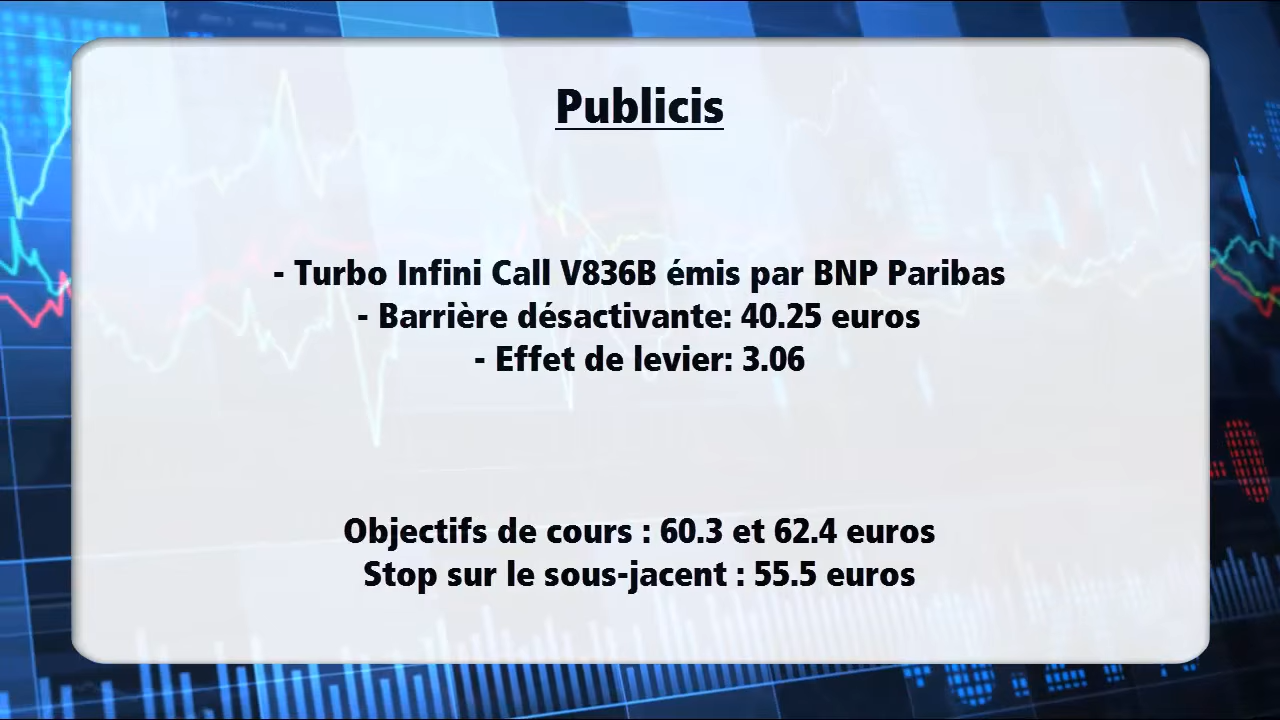 Publicis
- Turbo Infini Call V836B émis par BNP Paribas
- Barrière désactivante: 40.25 euros
- Effet de levier: 3.06
Objectifs de cours : 60.3 et 62.4 euros
Stop sur le sous-jacent : 55.5 euros